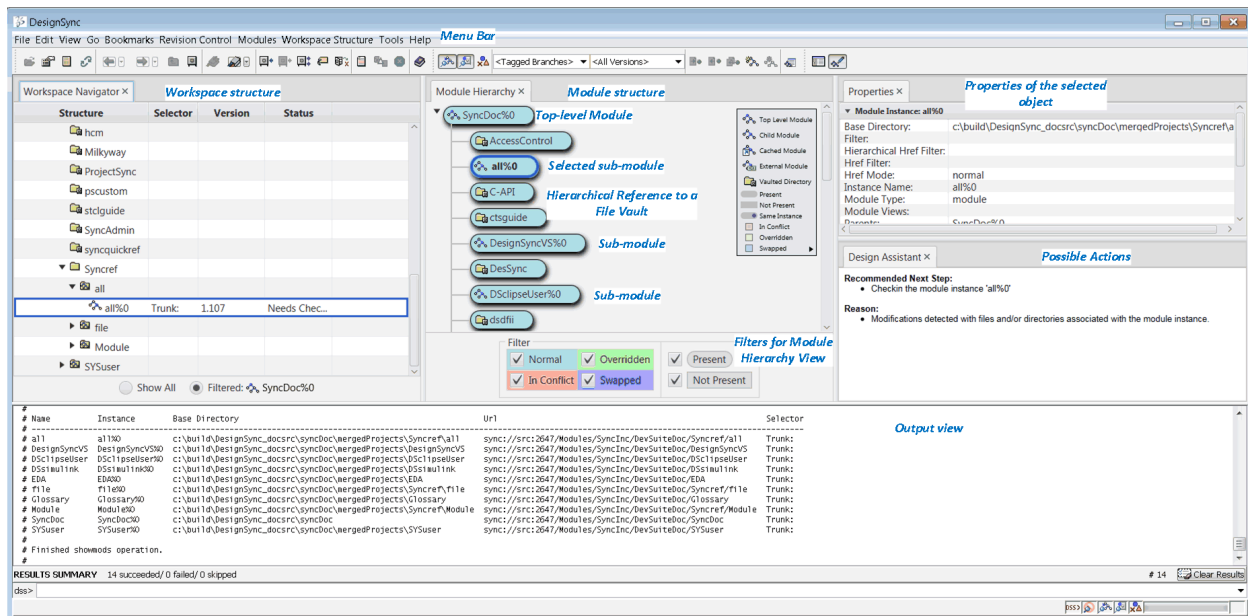 DesignSync
File Edit View Go Bookmarks Revision Control Modules Workspace Structure Tools Help
Menu Bar
<Tagged Branches>
<All Versions>
Workspace Navigator
Workspace structure
Structure Selector Version Status
hcm
Milkyway
ProjectSync
pscustom
stclguide
SyncAdmin
syncquickref
Syncref
all
all%0 Trunk: 1.107 Needs Chec...
file
Module
SYSuser
Show All Filtered: SyncDoc%0
Module Hierarchy
Module structure
SyncDoc%0
Top-level Module
AccessControl
all%0
Selected sub-module
C-API
Hierarchical Reference to a
File Vault
ctsguide
DesignSyncVS%0
Sub-module
DesSync
DSclipseUser%0
Sub-module
dsdfii
Top Level Module
Child Module
Cached Module
External Module
Vaulted Directory
Present
Not Present
Same Instance
In Conflict
Overridden
Swapped
Filter
Normal Overridden Present
In Conflict Swapped Not Present
Filters for Module
Hierarchy View
Properties
Properties of the selected
object
Module Instance: all%0
Base Directory: c:\build\DesignSync_docsrc\syncDoc\mergedProjects\Syncref\a
Filter:
Hierarchical Href Filter:
Href Filter:
Href Mode: normal
Instance Name: all%0
Module Type: module
Module Views:
Parents: SyncDoc%0
Design Assistant
Possible Actions
Recommended Next Step:
• Checkin the module instance 'all%0'
Reason:
• Modifications detected with files and/or directories associated with the module instance.
Output view
#
# Name Instance Base Directory Url Selector
# ----------
# all all%0 c:\build\DesignSync_docsrc\syncDoc\mergedProjects\Syncref\all sync://src:2647/Modules/SyncInc/DevSuiteDoc/Syncref/all Trunk:
# DesignSyncVS DesignSyncVS%0 c:\build\DesignSync_docsrc\syncDoc\mergedProjects\DesignSyncVS sync://src:2647/Modules/SyncInc/DevSuiteDoc/DesignSyncVS Trunk:
# DSclipseUser DSclipseUser%0 c:\build\DesignSync_docsrc\syncDoc\mergedProjects\DSclipseUser sync://src:2647/Modules/SyncInc/DevSuiteDoc/DSclipseUser Trunk:
# DSsimulink DSsimulink%0 c:\build\DesignSync_docsrc\syncDoc\mergedProjects\DSsimulink sync://src:2647/Modules/SyncInc/DevSuiteDoc/DSsimulink Trunk:
# EDA EDA%0 c:\build\DesignSync_docsrc\syncDoc\mergedProjects\EDA sync://src:2647/Modules/SyncInc/DevSuiteDoc/EDA Trunk:
# file file%0 c:\build\DesignSync_docsrc\syncDoc\mergedProjects\Syncref\file sync://src:2647/Modules/SyncInc/DevSuiteDoc/Syncref/file Trunk:
# Glossary Glossary%0 c:\build\DesignSync_docsrc\syncDoc\mergedProjects\Glossary sync://src:2647/Modules/SyncInc/DevSuiteDoc/Glossary Trunk:
# Module Module%0 c:\build\DesignSync_docsrc\syncDoc\mergedProjects\Syncref\Module sync://src:2647/Modules/SyncInc/DevSuiteDoc/Syncref/Module Trunk:
# SyncDoc SyncDoc%0 c:\build\DesignSync_docsrc\syncDoc sync://src:2647/Modules/SyncInc/DevSuiteDoc/SyncDoc Trunk:
# SYSuser SYSuser%0 c:\build\DesignSync_docsrc\syncDoc\mergedProjects\SYSuser sync://src:2647/Modules/SyncInc/DevSuiteDoc/SYSuser Trunk:
#
# Finished showmods operation.
#
RESULTS SUMMARY 14 succeeded/ 0 failed/ 0 skipped # 14 Clear Results
dss>
DSS>